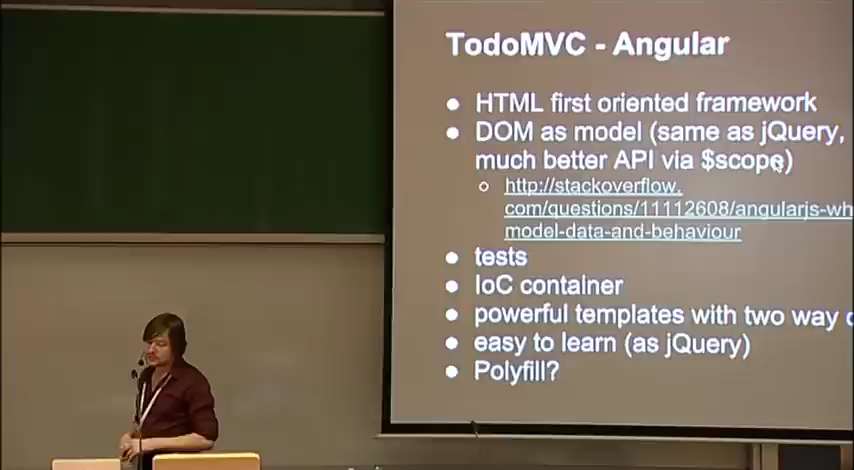 TodoMVC - Angular
● HTML first oriented framework
● DOM as model (same as jQuery,
much better API via $scope)
○ http://stackoverflow.
com/questions/11112608/angularjs-wh
model-data-and-behaviour
● tests
● IoC container
● powerful templates with two way
● easy to learn (as jQuery)
● Polyfill?